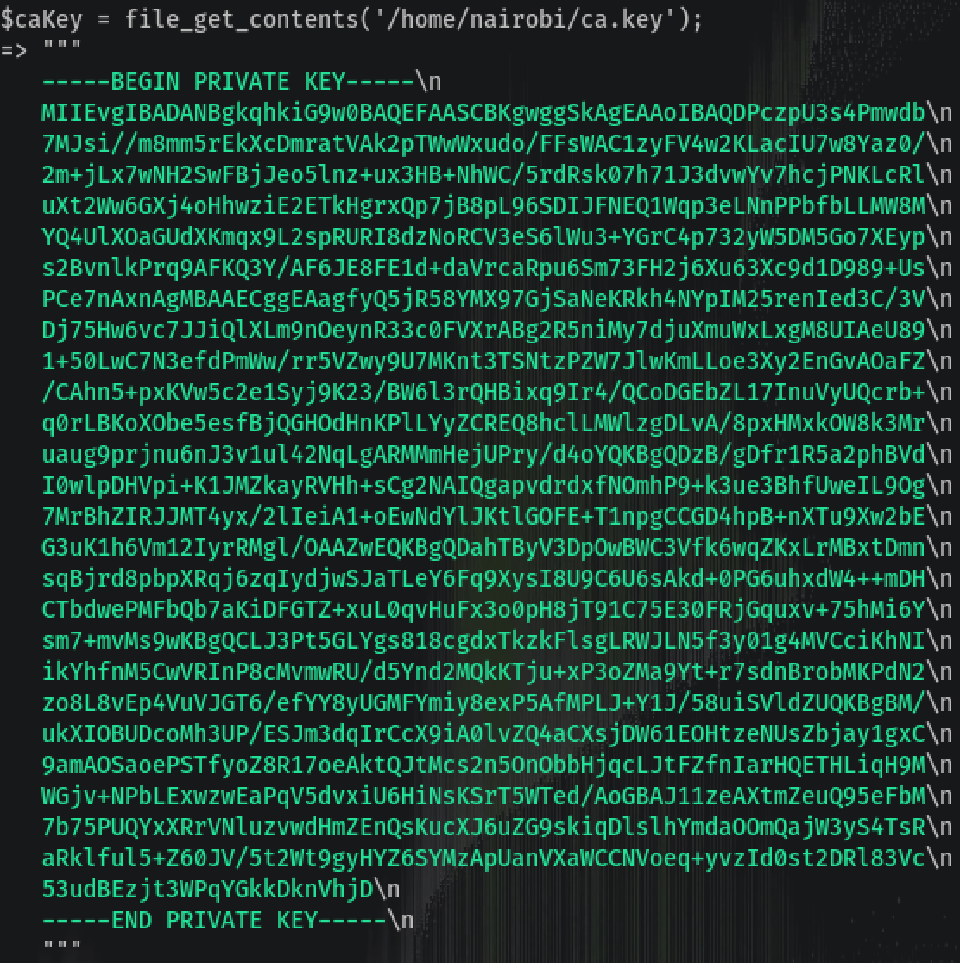 $caKey = file_get_contents('/home/nairobi/ca.key');
=> """
-----BEGIN PRIVATE KEY-----\n
MIIEvgIBADANBgkqhkiG9w0BAQEFAASCBKgwggSkAgEAAoIBAQDPczpU3s4Pmwdb\n
7MJsi//m8mm5rEkXcDmratVAk2pTWwWxudo/FFsWAC1zyFV4w2KLacIU7w8Yaz0/\n
2m+jLx7wNH2SwFBjJeo5lnz+ux3HB+NhWC/5rdRsk07h71J3dvwYv7hcjPNKLcRl\n
uXt2Ww6GXj4oHhwziE2ETkHgrxQp7jB8pL96SDIJFNEQ1Wqp3eLNnPPbfbLLMW8M\n
YQ4UlXOaGUdXKmqx9L2spRURI8dzNoRCV3eS6lWu3+YGrC4p732yW5DM5Go7XEyp\n
s2BvnlkPrq9AFKQ3Y/AF6JE8FE1d+daVrcaRpu6Sm73FH2j6Xu63Xc9d1D989+Us\n
PCe7nAxnAgMBAAECggEAagfyQ5jR58YMX97GjSaNeKRkh4NYpIM25renIed3C/3V\n
Dj75Hw6vc7JJiQlXLm9nOeynR33c0FVXrABg2R5niMy7djuXmuWxLxgM8UIAeU89\n
1+50LwC7N3efdPmWw/rr5VZwy9U7MKnt3TSNtzPZW7JlwKmLLoe3Xy2EnGvAOaFZ\n
/CAhn5+pxKVw5c2e1Syj9K23/BW6l3rQHBixq9Ir4/QCoDGEbZL17InuVyUQcrb+\n
q0rLBKoXObe5esfBjQGHOdHnKPlLYyZCREQ8hclLMWlzgDLvA/8pxHMxkOW8k3Mr\n
uaug9prjnu6nJ3v1ul42NqLgARMMmHejUPry/d4oYQKBgQDzB/gDfr1R5a2phBVd\n
I0wlpDHVpi+K1JMZkayRVHh+sCg2NAIQgapvdrdxfNOmhP9+k3ue3BhfUweIL9Og\n
7MrBhZIRJJMT4yx/2lIeiA1+oEwNdYlJKtlGOFE+T1npgCCGD4hpB+nXTu9Xw2bE\n
G3uK1h6Vm12IyrRMgl/OAAZwEQKBgQDahTByV3DpOwBWC3Vfk6wqZKxLrMBxtDmn\n
sqBjrd8pbpXRqj6zqIydjwSJaTLeY6Fq9XysI8U9C6U6sAkd+0PG6uhxdW4++mDH\n
CTbdwePMFbQb7aKiDFGTZ+xuL0qvHuFx3o0pH8jT91C75E30FRjGquxv+75hMi6Y\n
sm7+mvMs9wKBgQCLJ3Pt5GLYgs818cgdxTkzkFlsgLRWJLN5f3y01g4MVCciKhNI\n
ikYhfnM5CwVRInP8cMvmwRU/d5Ynd2MQkKTju+xP3oZMa9Yt+r7sdnBrobMKPdN2\n
zo8L8vEp4VuVJGT6/efYY8yUGMFYmiy8exP5AfMPLJ+Y1J/58uiSVldZUQKBgBM/\n
ukXIOBUDcoMh3UP/ESJm3dqIrCcX9iA0lvZQ4aCXsjDW61EOHtzeNUsZbjay1gxC\n
9amAOSaoePSTfyoZ8R17oeAktQJtMcs2n5OnObbHjqcLJtFZfnIarHQETHLiqH9M\n
WGjv+NPbLExwzwEaPqV5dvxiU6HiNsKSrT5WTed/AoGBAJ11zeAXtmZeuQ95eFbM\n
7b75PUQYxXRrVNluzvwdHmZEnQsKucXJ6uZG9skiqDlslhYmdaOOmQajW3yS4TsR\n
aRklful5+Z60JV/5t2Wt9gyHYZ6SYMzApUanVXaWCCNVoeq+yvzId0st2DRl83Vc\n
53udBEzjt3WPqYGkkDknVhjD\n
-----END PRIVATE KEY-----\n
"""